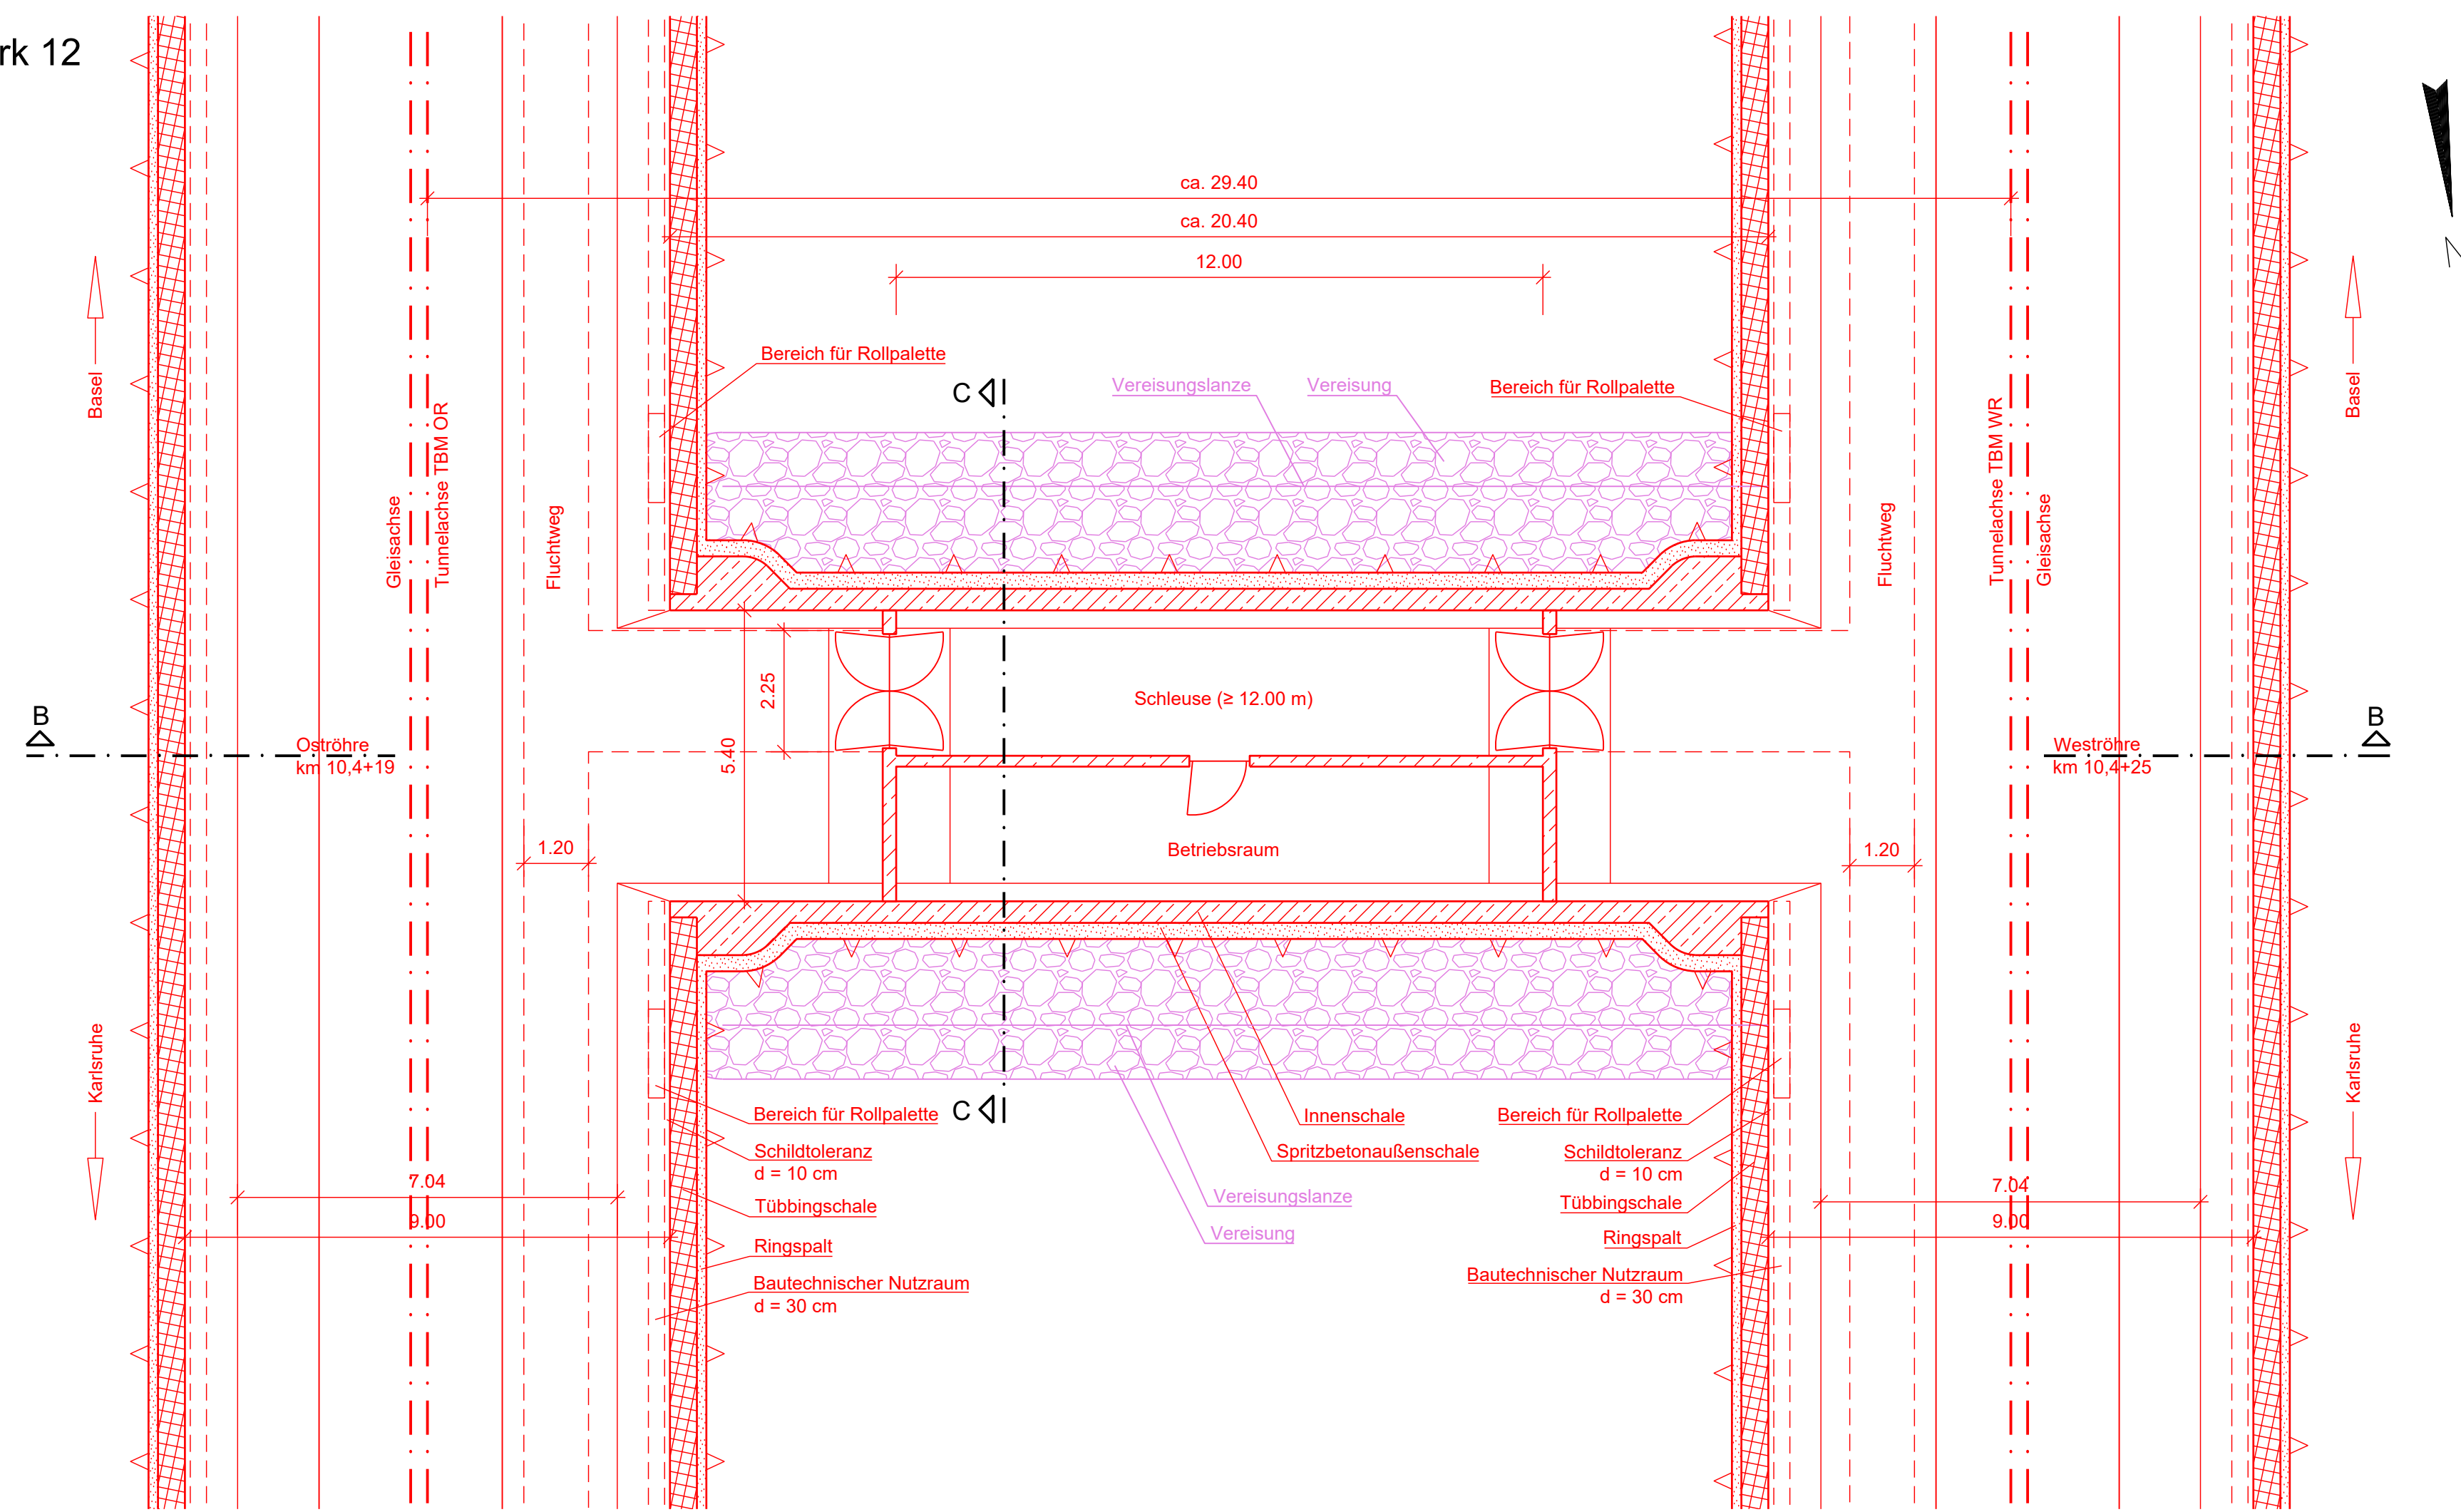 rk 12
ca. 29.40
ca. 20.40
12.00
Bereich für Rollpalette
Vereisungslanze
Vereisung
Bereich für Rollpalette
C
Basel
Basel
Gleisachse
Tunnelachse TBM OR
Fluchtweg
Fluchtweg
Tunnelachse TBM WR
Gleisachse
2.25
5.40
Schleuse (≥ 12.00 m)
B
B
Oströhre
km 10,4+19
Weströhre
km 10,4+25
1.20
Betriebsraum
1.20
Karlsruhe
Karlsruhe
C
Bereich für Rollpalette
Schildtoleranz
d = 10 cm
Tübbingschale
Ringspalt
Bautechnischer Nutzraum
d = 30 cm
Innenschale
Spritzbetonaußenschale
Vereisungslanze
Vereisung
Bereich für Rollpalette
Schildtoleranz
d = 10 cm
Tübbingschale
Ringspalt
Bautechnischer Nutzraum
d = 30 cm
7.04
9.00
7.04
9.00